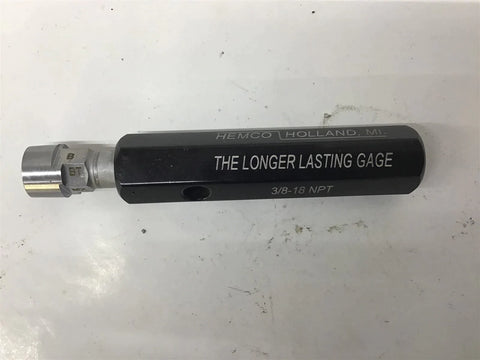 HEMCO HOLLAND, MI.
THE LONGER LASTING GAGE
3/8-18 NPT